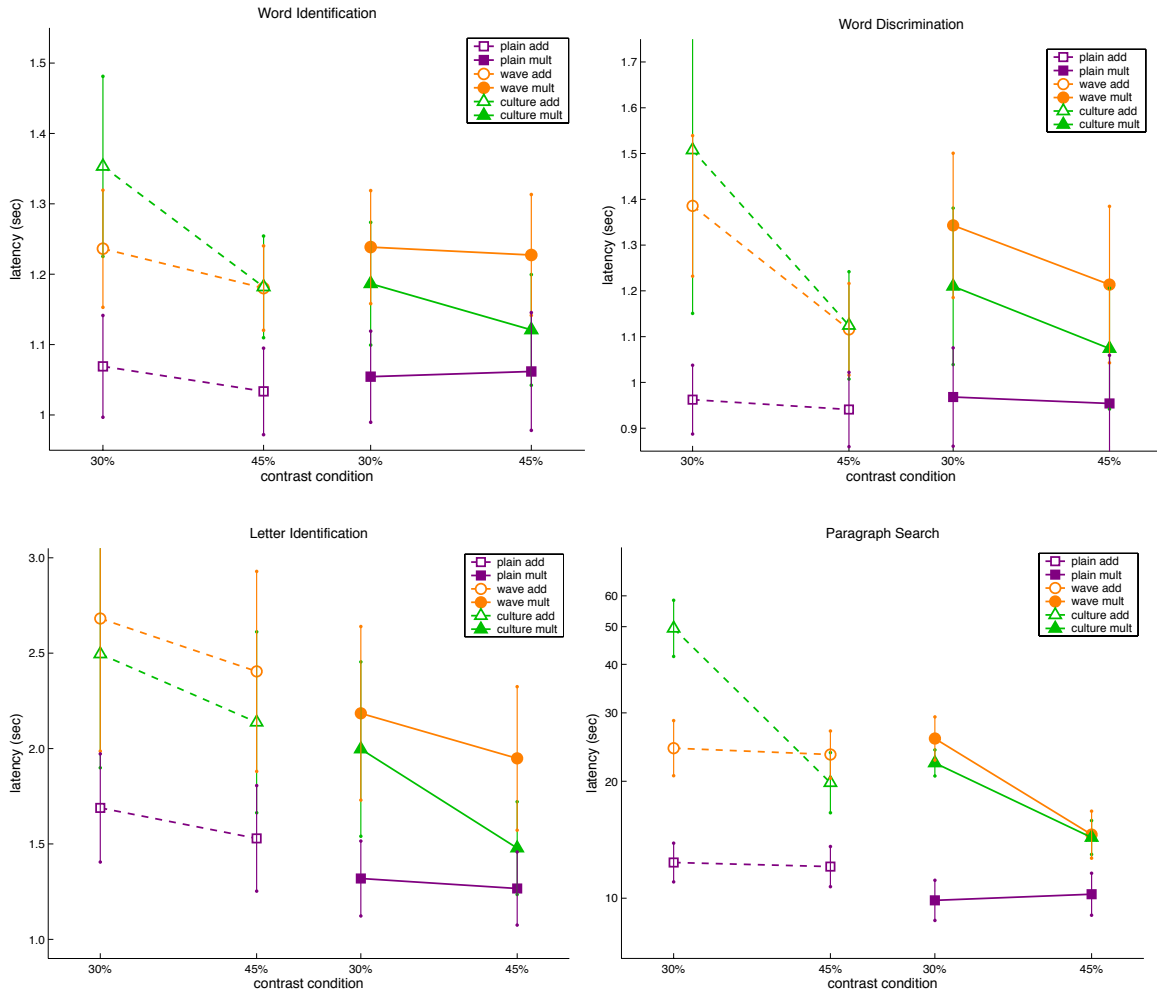 Word Identification
1.5
1.4
1.3
1.2
1.1
1
latency (sec)
30%
45%
30%
45%
contrast condition
plain add
plain mult
wave add
wave mult
culture add
culture mult
Word Discrimination
1.7
1.6
1.5
1.4
1.3
1.2
1.1
1
0.9
latency (sec)
30%
45%
30%
45%
contrast condition
plain add
plain mult
wave add
wave mult
culture add
culture mult
Letter Identification
3.0
2.5
2.0
1.5
1.0
latency (sec)
30%
45%
30%
45%
contrast condition
plain add
plain mult
wave add
wave mult
culture add
culture mult
Paragraph Search
60
50
40
30
20
10
latency (sec)
30%
45%
30%
45%
contrast condition
plain add
plain mult
wave add
wave mult
culture add
culture mult